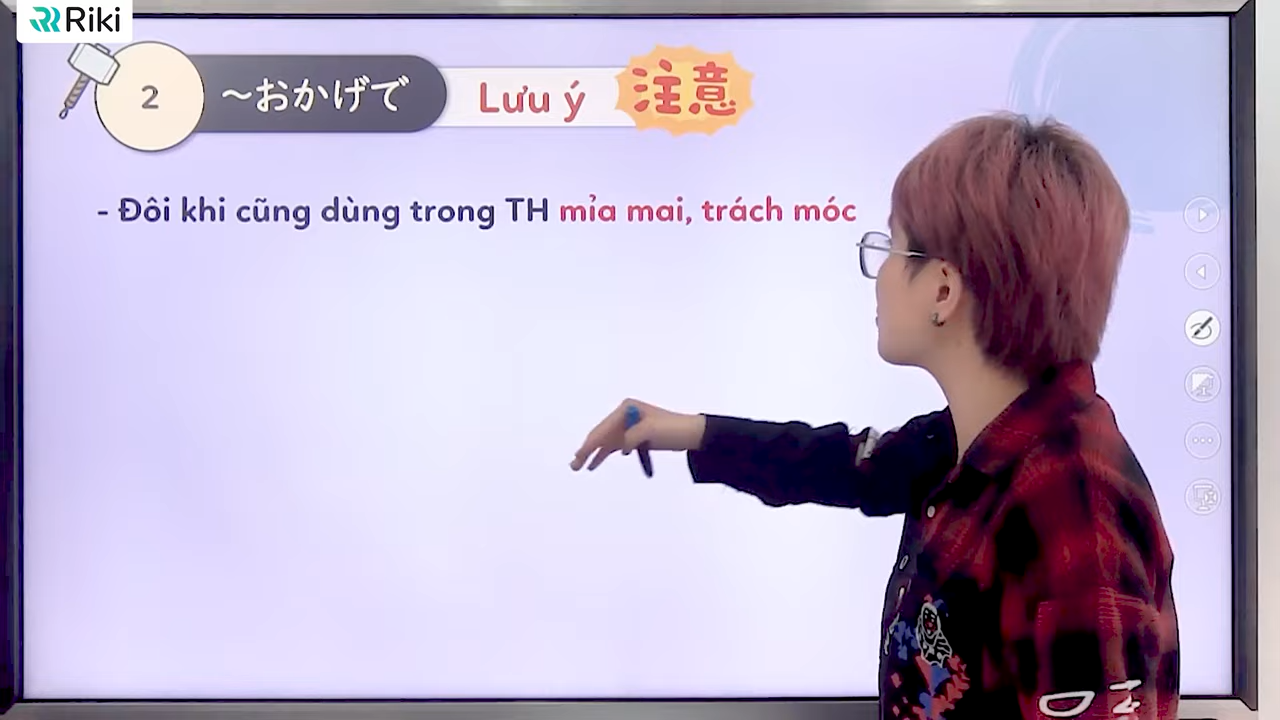 Riki
2 ~おかげで Lưu ý 注意
- Đôi khi cũng dùng trong TH mỉa mai, trách móc